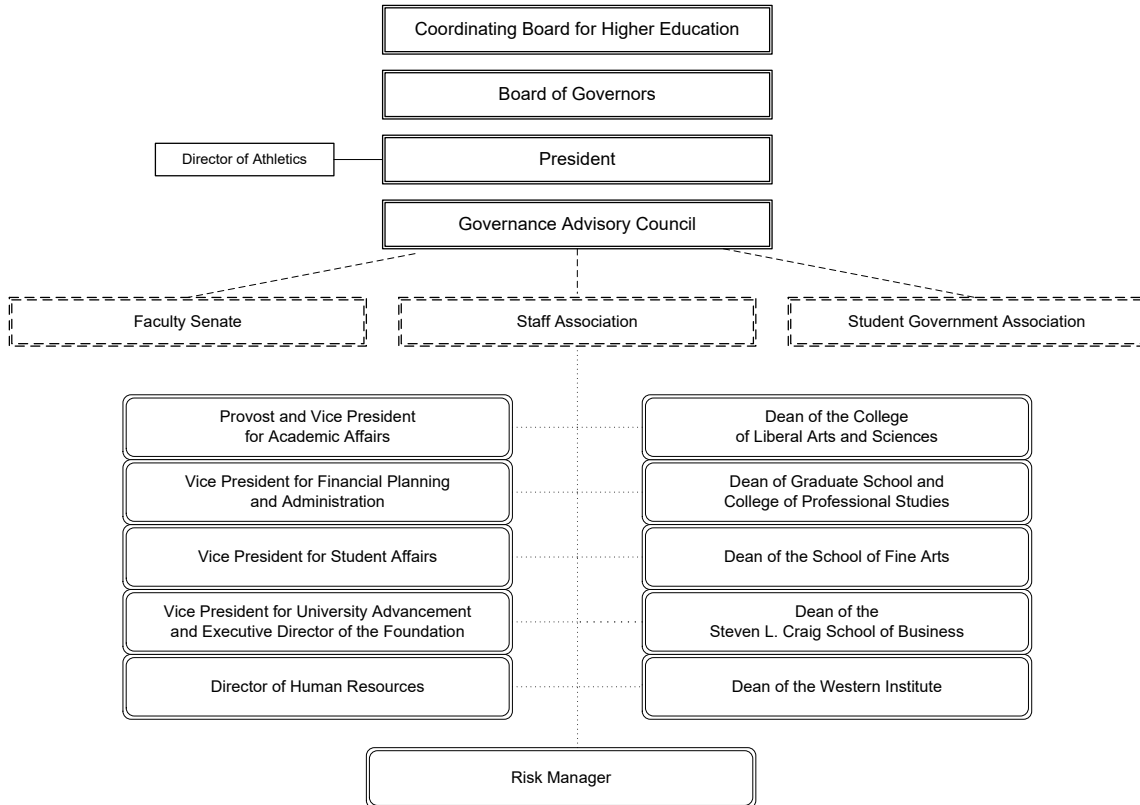 Coordinating Board for Higher Education
Board of Governors
Director of Athletics
President
Governance Advisory Council
Faculty Senate
Staff Association
Student Government Association
Provost and Vice President
for Academic Affairs
Dean of the College
of Liberal Arts and Sciences
Vice President for Financial Planning
and Administration
Dean of Graduate School and
College of Professional Studies
Vice President for Student Affairs
Dean of the School of Fine Arts
Vice President for University Advancement
and Executive Director of the Foundation
Dean of the
Steven L. Craig School of Business
Director of Human Resources
Dean of the Western Institute
Risk Manager